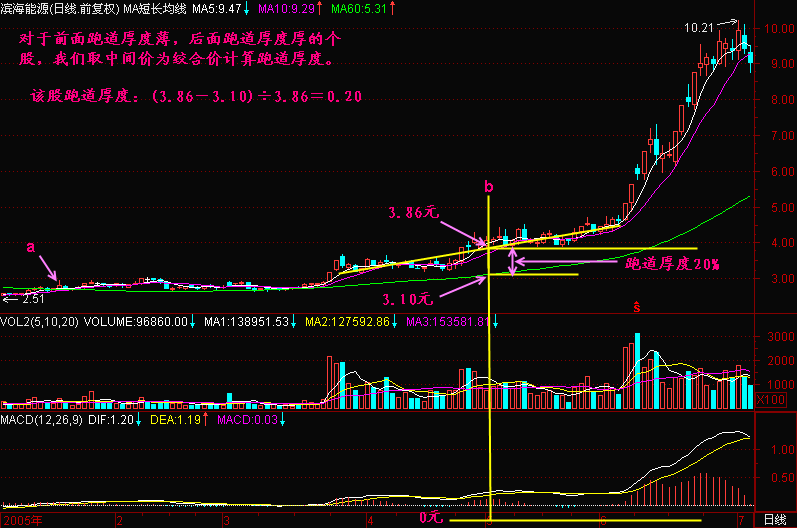 滨海能源(日线.前复权) MA短长均线 MA5:9.47↓ MA10:9.29↑ MA60:5.31↑
10.21
10.00
对于前面跑道厚度薄，后面跑道厚度厚的个
股，我们取中间价为绞合价计算跑道厚度。
9.00
8.00
该股跑道厚度：(3.86－3.10)÷3.86＝0.20
7.00
6.00
b
5.00
3.86元
a
4.00
跑道厚度20%
3.00
2.51
3.10元
ŝ
VOL2(5,10,20) VOLUME:96860.00↓ MA1:138951.53↓ MA2:127592.86↓ MA3:153581.81↓
3000
2000
1000
X100
MACD(12,26,9) DIF:1.20↓ DEA:1.19↑ MACD:0.03↓
1.00
0.50
0元
2005年 2 3 4 5 6 7 日线